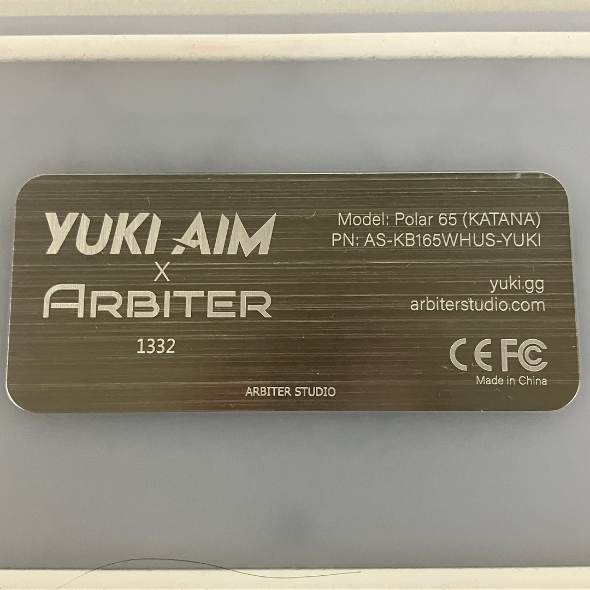 YUKI AIM
X
ARBITER
1332
Model: Polar 65 (KATANA)
PN: AS-KB165WHUS-YUKI
yuki.gg
arbiterstudio.com
CE FC
Made in China
ARBITER STUDIO